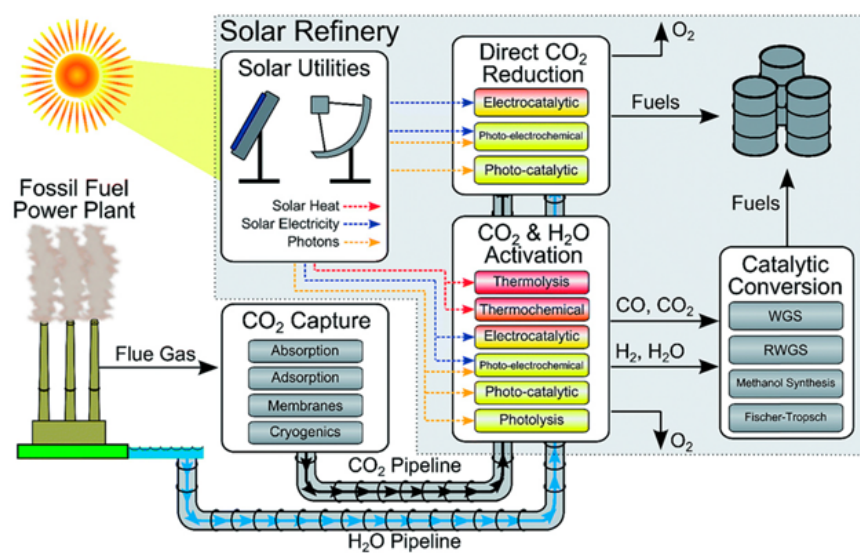 Solar Refinery
Solar Utilities
Solar Heat
Solar Electricity
Photons
Direct CO₂
Reduction
Electrocatalytic
Photo-electrochemical
Photo-catalytic
O₂
Fuels
Fossil Fuel
Power Plant
Flue Gas
CO₂ Capture
Absorption
Adsorption
Membranes
Cryogenics
CO₂ & H₂O
Activation
Thermolysis
Thermochemical
Electrocatalytic
Photo-electrochemical
Photo-catalytic
Photolysis
CO, CO₂
H₂, H₂O
O₂
Fuels
Catalytic
Conversion
WGS
RWGS
Methanol Synthesis
Fischer-Tropsch
CO₂ Pipeline
H₂O Pipeline